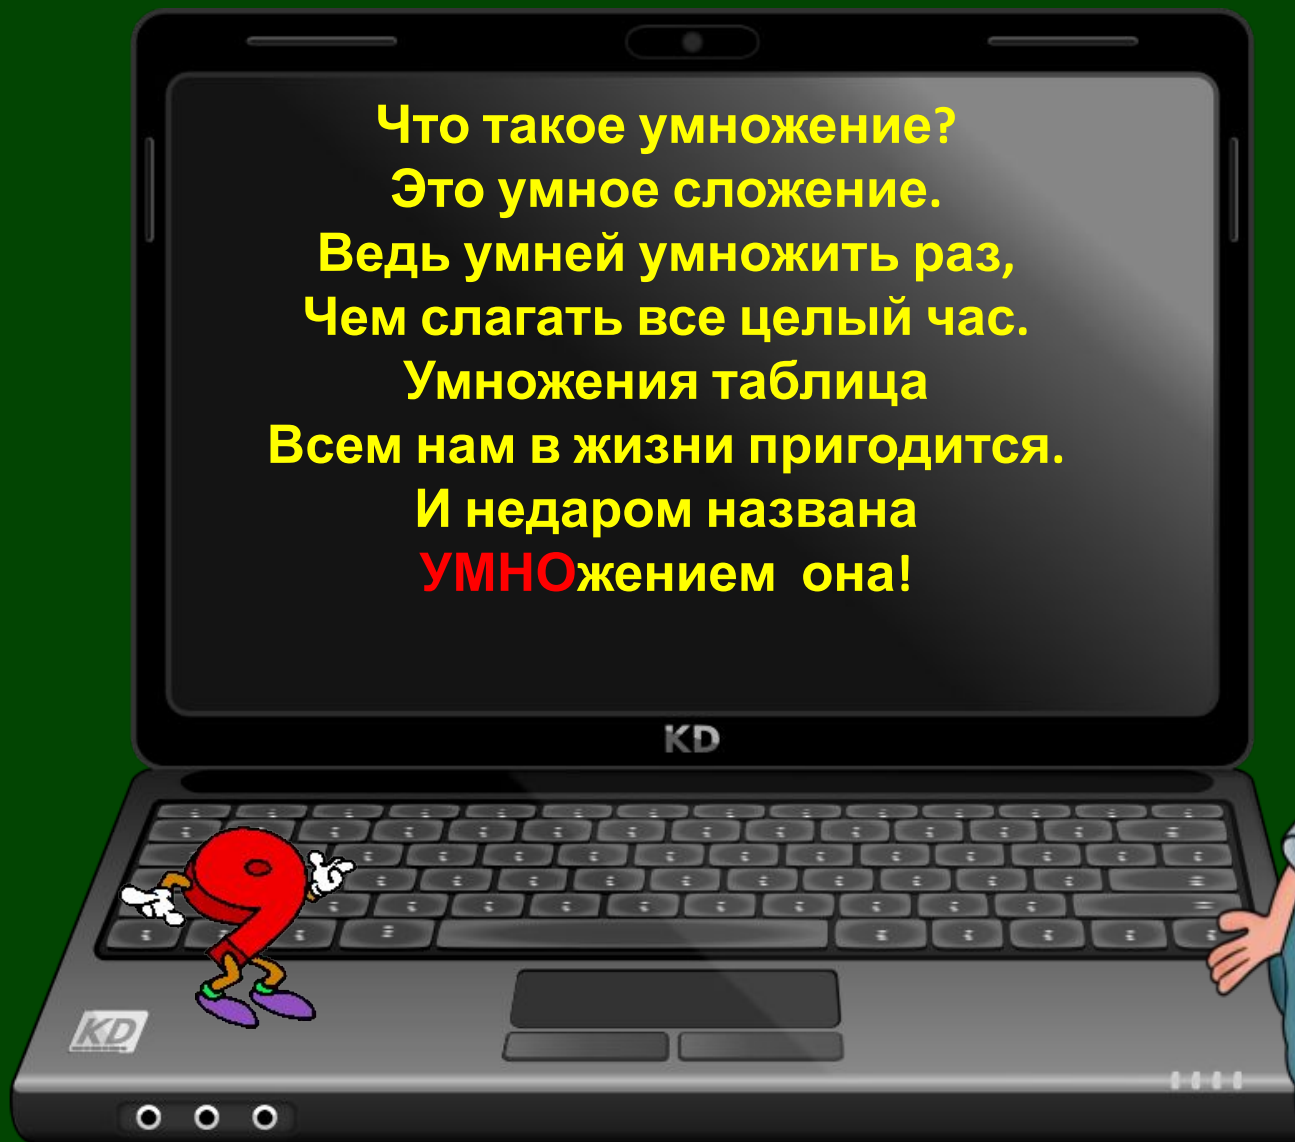 Что такое умножение?
Это умное сложение.
Ведь умней умножить раз,
Чем слагать все целый час.
Умножения таблица
Всем нам в жизни пригодится.
И недаром названа
УМНОжением она!
KD
9
KD